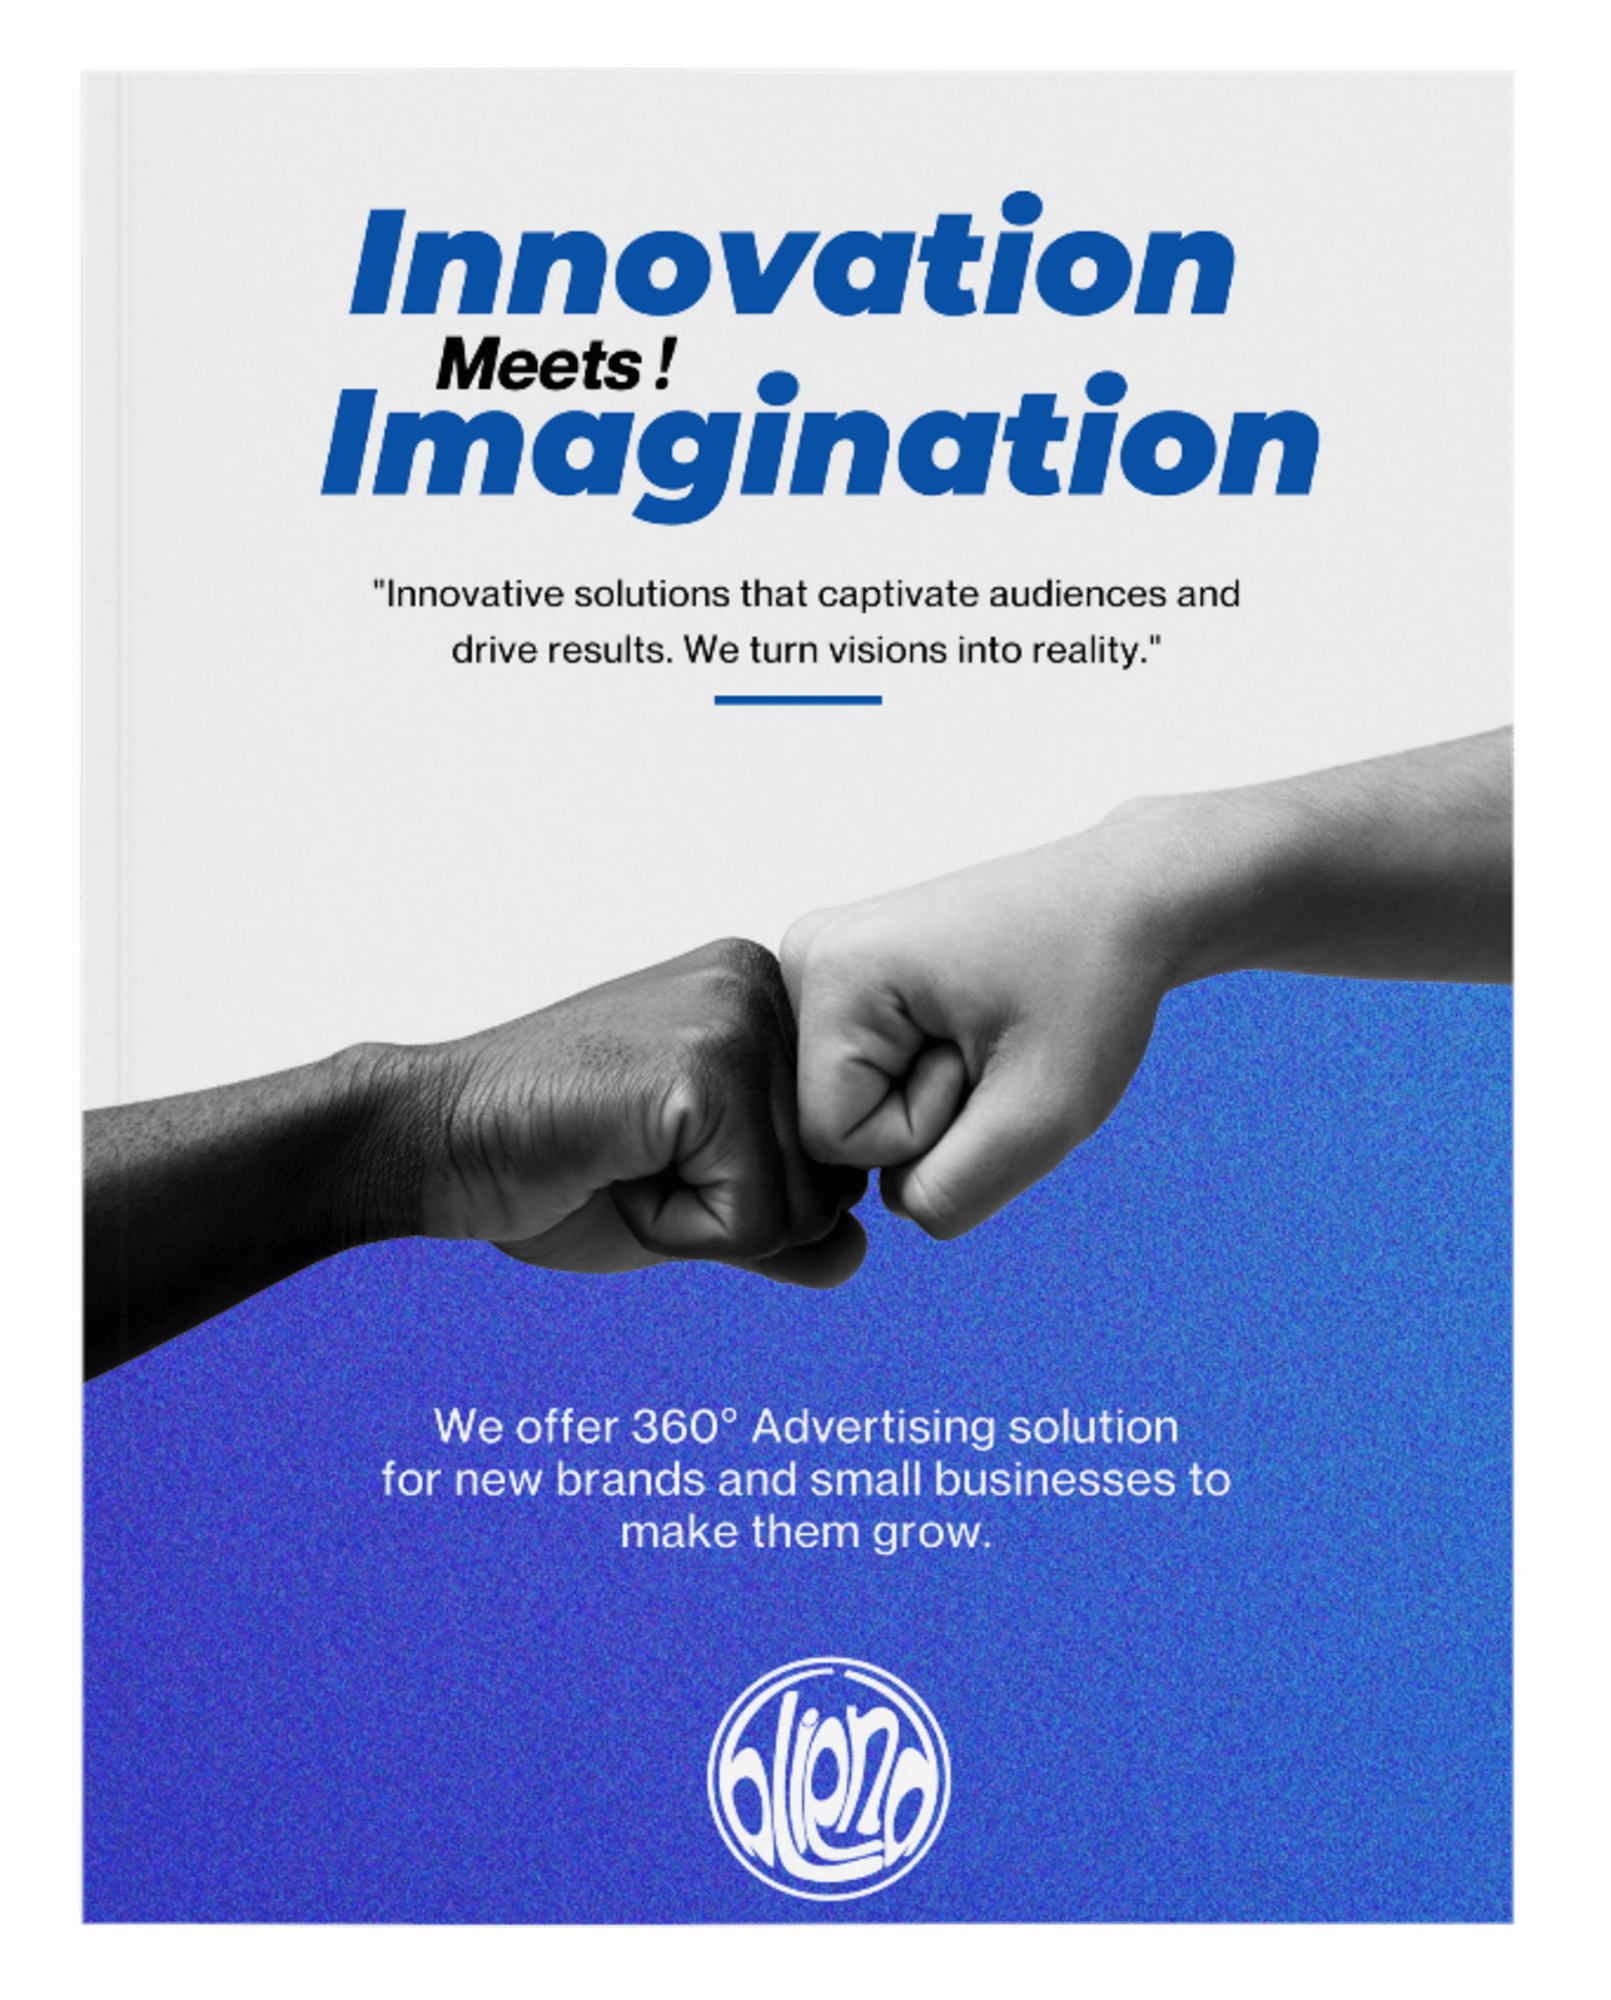 Innovation
Meets !
Imagination
"Innovative solutions that captivate audiences and
drive results. We turn visions into reality."
We offer 360° Advertising solution
for new brands and small businesses to
make them grow.